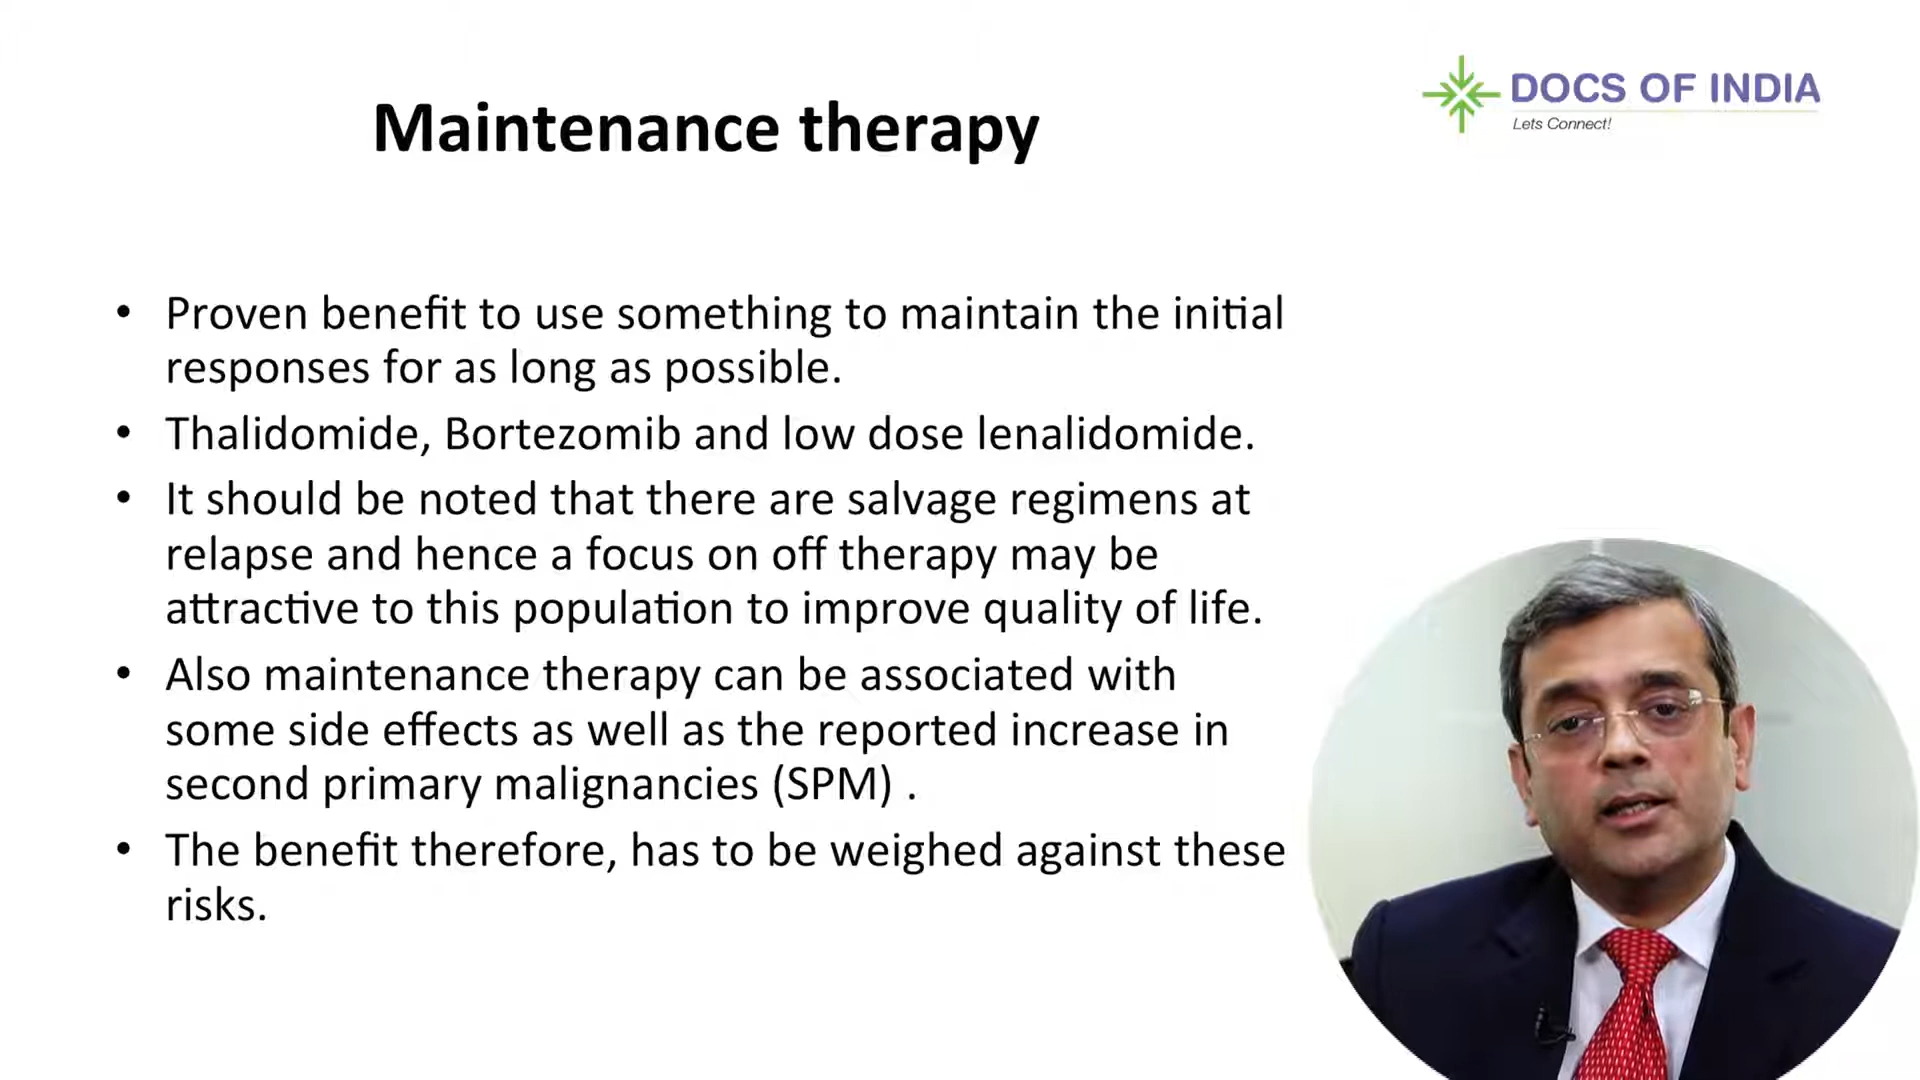 DOCS OF INDIA
Lets Connect!
Maintenance therapy
• Proven benefit to use something to maintain the initial
responses for as long as possible.
• Thalidomide, Bortezomib and low dose lenalidomide.
• It should be noted that there are salvage regimens at
relapse and hence a focus on off therapy may be
attractive to this population to improve quality of life.
• Also maintenance therapy can be associated with
some side effects as well as the reported increase in
second primary malignancies (SPM) .
• The benefit therefore, has to be weighed against these
risks.